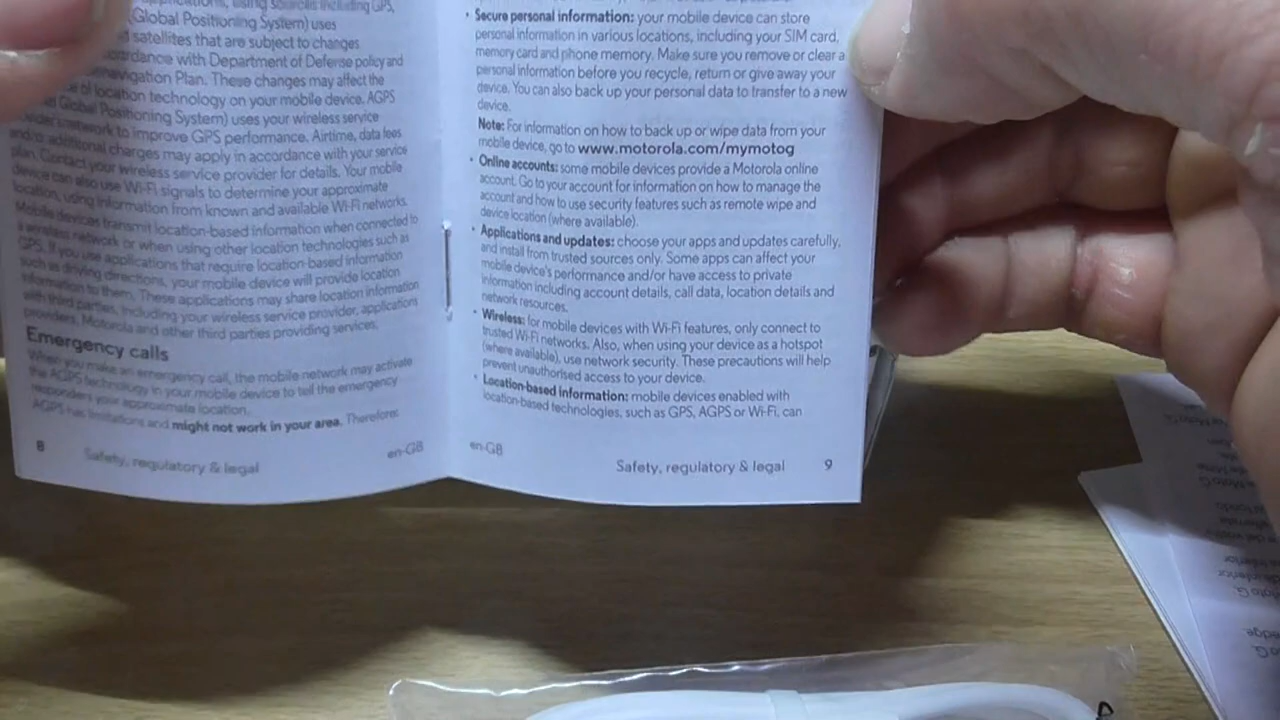 applications, using sources including GPS,
(Global Positioning System) uses
satellites that are subject to changes
accordance with Department of Defense policy and
navigation Plan. These changes may affect the
of location technology on your mobile device. AGPS
Global Positioning System) uses your wireless service
network to improve GPS performance. Airtime, data fees
and/or additional charges may apply in accordance with your service
plan. Contact your wireless service provider for details. Your mobile
device can also use Wi-Fi signals to determine your approximate
location, using information from known and available Wi-Fi networks.
Mobile devices transmit location-based information when connected to
a wireless network or when using other location technologies such as
GPS. If you use applications that require location-based information
such as driving directions, your mobile device will provide location
information to them. These applications may share location information
with third parties, including your wireless service provider, applications
providers, Motorola and other third parties providing services.
Emergency calls
When you make an emergency call, the mobile network may activate
the AGPS technology in your mobile device to tell the emergency
responders your approximate location.
AGPS has limitations and might not work in your area. Therefore:
8 Safety, regulatory & legal en-GB
• Secure personal information: your mobile device can store
personal information in various locations, including your SIM card,
memory card and phone memory. Make sure you remove or clear a
personal information before you recycle, return or give away your
device. You can also back up your personal data to transfer to a new
device.
Note: For information on how to back up or wipe data from your
mobile device, go to www.motorola.com/mymotog
• Online accounts: some mobile devices provide a Motorola online
account. Go to your account for information on how to manage the
account and how to use security features such as remote wipe and
device location (where available).
• Applications and updates: choose your apps and updates carefully,
and install from trusted sources only. Some apps can affect your
mobile device's performance and/or have access to private
information including account details, call data, location details and
network resources.
• Wireless: for mobile devices with Wi-Fi features, only connect to
trusted Wi-Fi networks. Also, when using your device as a hotspot
(where available), use network security. These precautions will help
prevent unauthorised access to your device.
• Location-based information: mobile devices enabled with
location-based technologies, such as GPS, AGPS or Wi-Fi, can
en-GB Safety, regulatory & legal 9